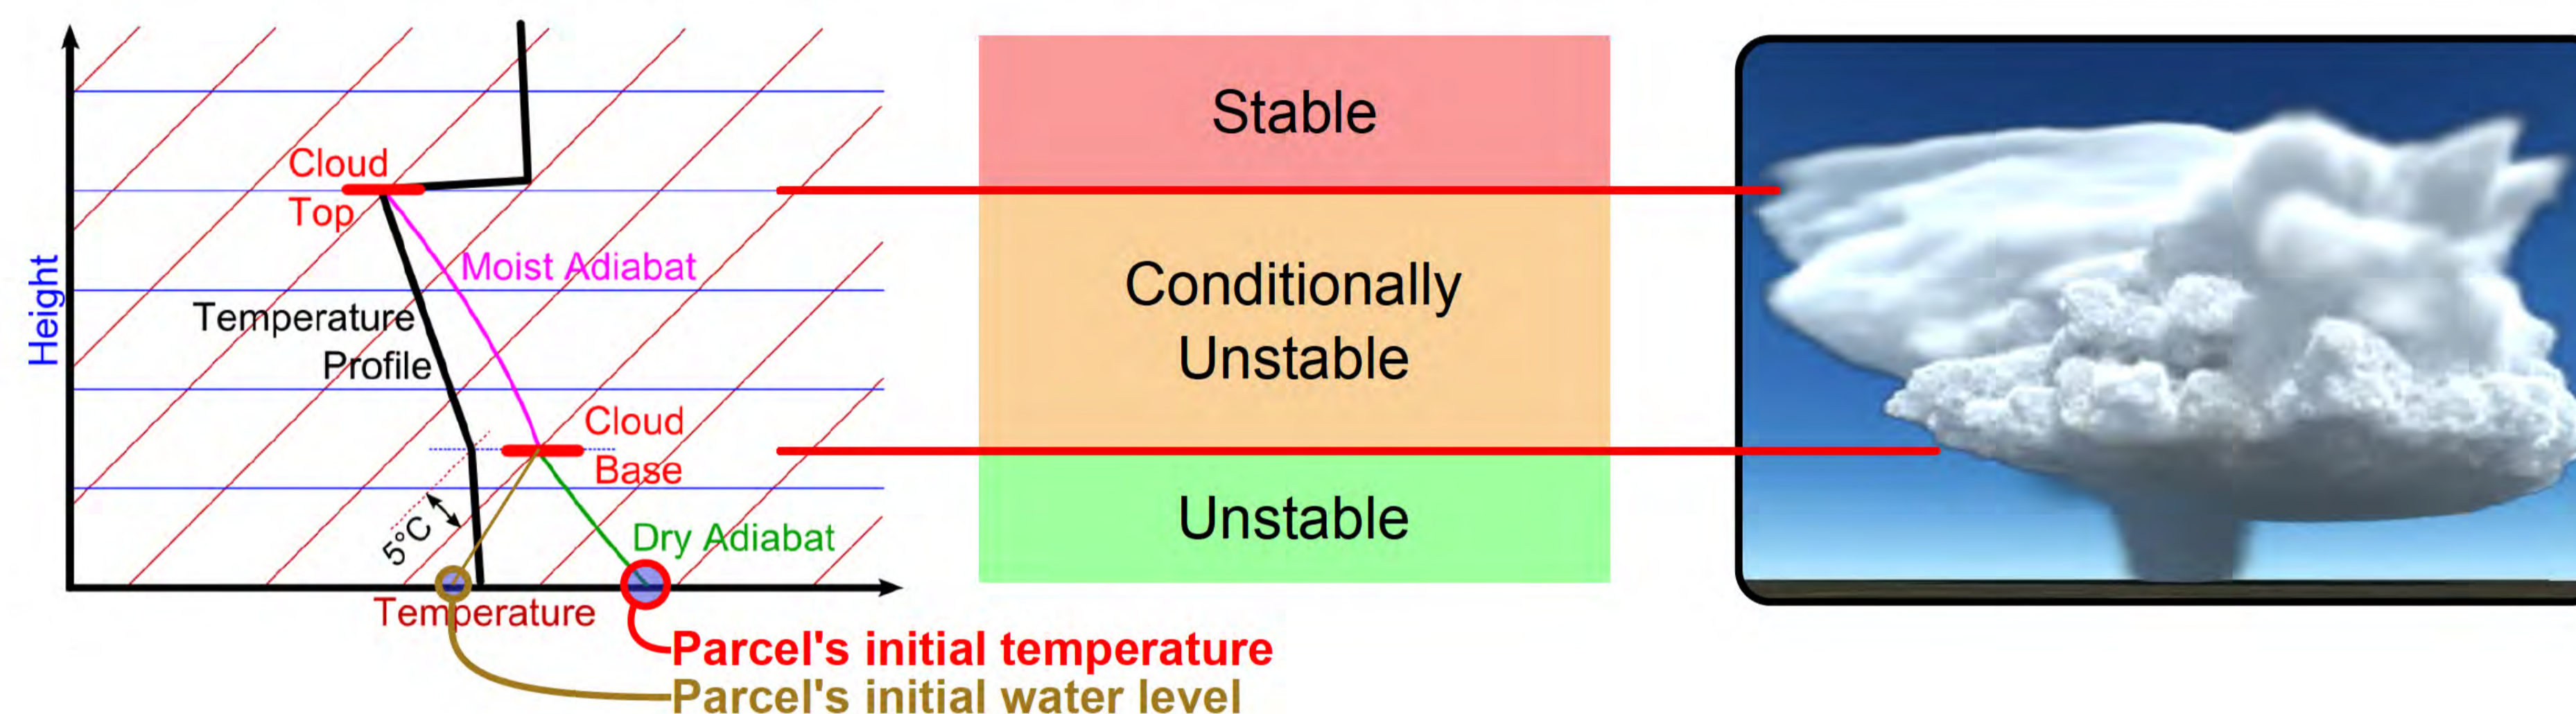 Height
Cloud
Top
Moist Adiabat
Temperature
Profile
Cloud
Base
5°C
Dry Adiabat
Temperature
Parcel's initial temperature
Parcel's initial water level
Stable
Conditionally
Unstable
Unstable